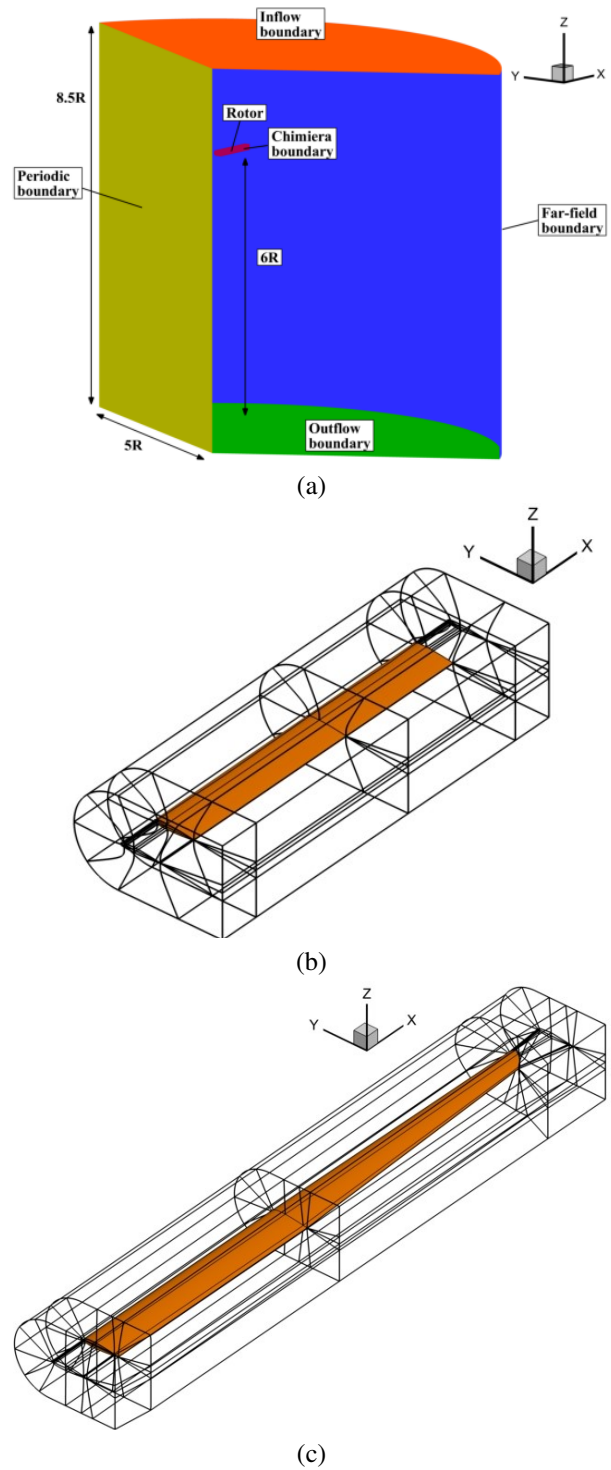 Inflow
boundary
Z
Y
X
8.5R
Rotor
Chimiera
boundary
Periodic
boundary
Far-field
boundary
6R
Outflow
boundary
5R
(a)
Z
Y
X
(b)
Z
Y
X
(c)